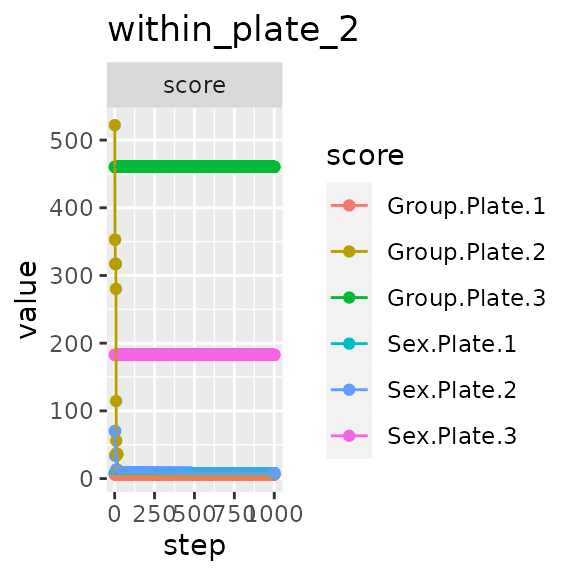 within_plate_2
score
500
400
300
200
100
0
value
0 250 500 750 1000
step
score
Group.Plate.1
Group.Plate.2
Group.Plate.3
Sex.Plate.1
Sex.Plate.2
Sex.Plate.3